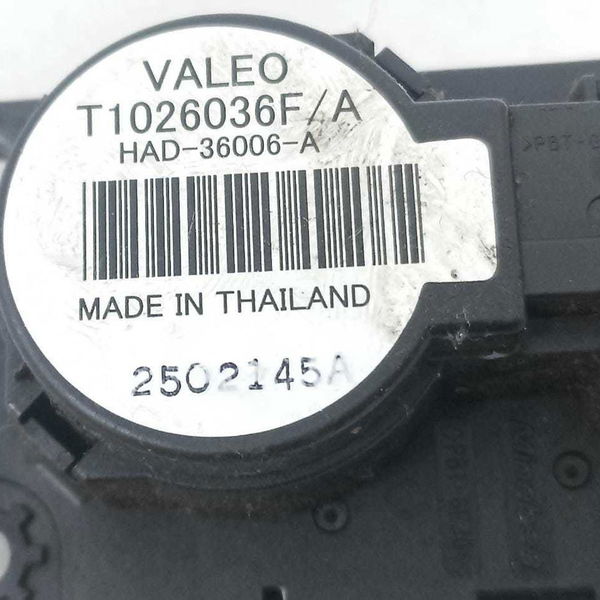 VALEO
T1026036F/A
HAD-36006-A
MADE IN THAILAND
2502145A